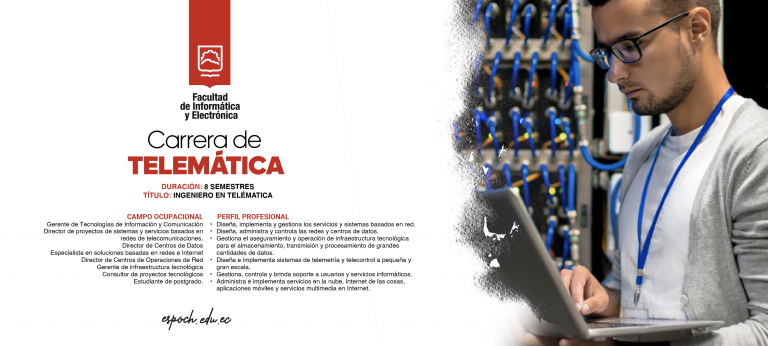 Facultad
de Informática
y Electrónica
Carrera de
TELEMÁTICA
DURACIÓN: 8 SEMESTRES
TÍTULO: INGENIERO EN TELÉMATICA
CAMPO OCUPACIONAL
Gerente de Tecnologías de Información y Comunicación
Director de proyectos de sistemas y servicios basados en
redes de telecomunicaciones.
Director de Centros de Datos
Especialista en soluciones basadas en redes e Internet
Director de Centros de Operaciones de Red
Gerente de infraestructura tecnológica
Consultor de proyectos tecnológicos
Estudiante de postgrado.
PERFIL PROFESIONAL
• Diseña, implementa y gestiona los servicios y sistemas basados en red.
• Diseña, administra y controla las redes y centros de datos.
• Gestiona el aseguramiento y operación de infraestructura tecnológica
para el almacenamiento, transmisión y procesamiento de grandes
cantidades de datos.
• Diseña e implementa sistemas de telemetría y telecontrol a pequeña y
gran escala.
• Gestiona, controla y brinda soporte a usuarios y servicios informáticos.
• Administra e implementa servicios en la nube, Internet de las cosas,
aplicaciones móviles y servicios multimedia en Internet.
espoch.edu.ec